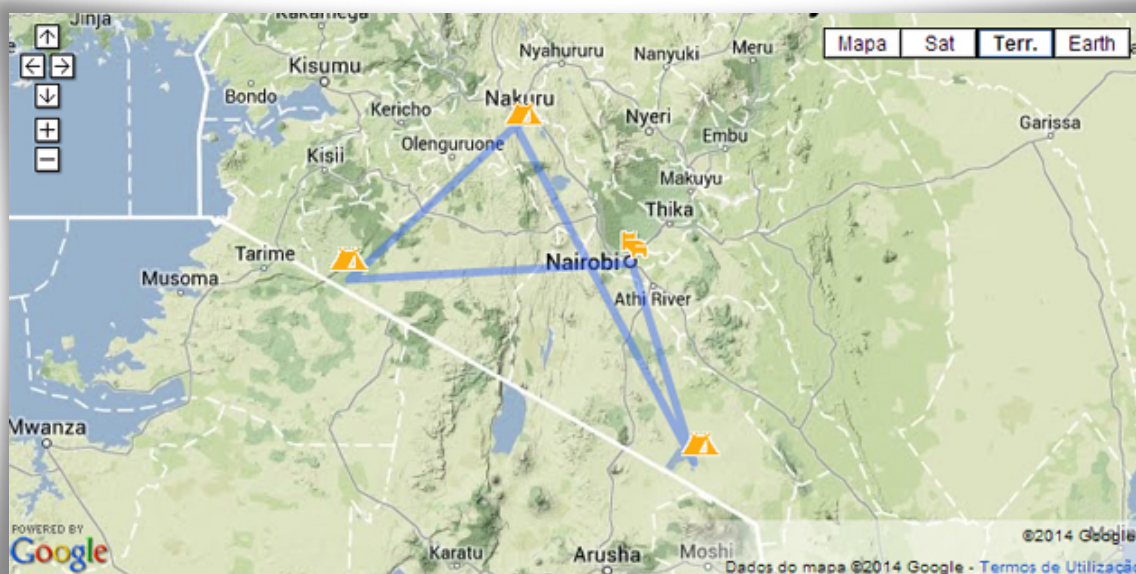 Jinja
Kakamega
Mapa Sat Terr. Earth
Nyahururu
Nanyuki
Meru
Kisumu
Bondo
Kericho
Nakuru
Nyeri
Garissa
Embu
Olenguruone
Kisii
Makuyu
Thika
Tarime
Nairobi
Musoma
Athi River
Mwanza
POWERED BY
Google
Karatu
Arusha
Moshi
©2014 Google
Dados do mapa ©2014 Google - Termos de Utilização